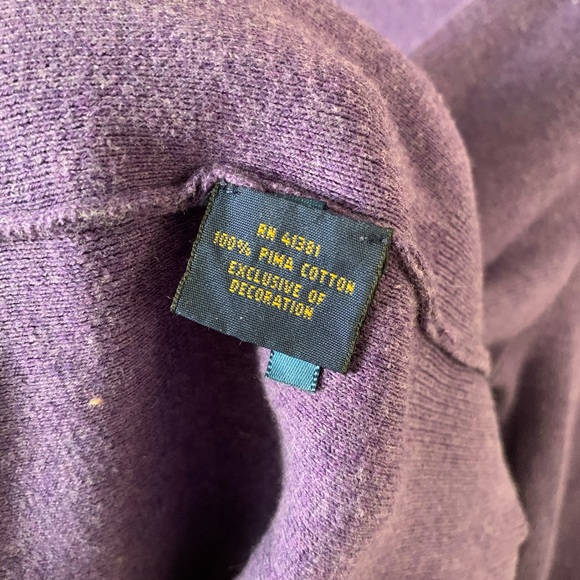 RN 41381
100% PIMA COTTON
EXCLUSIVE OF
DECORATION